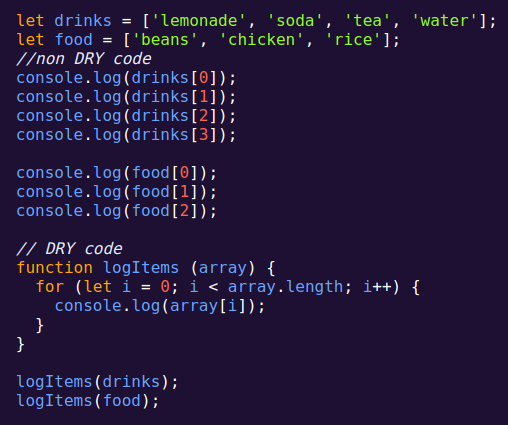 let drinks = ['lemonade', 'soda', 'tea', 'water'];
let food = ['beans', 'chicken', 'rice'];
//non DRY code
console.log(drinks[0]);
console.log(drinks[1]);
console.log(drinks[2]);
console.log(drinks[3]);

console.log(food[0]);
console.log(food[1]);
console.log(food[2]);

// DRY code
function logItems (array) {
  for (let i = 0; i < array.length; i++) {
    console.log(array[i]);
  }
}

logItems(drinks);
logItems(food);